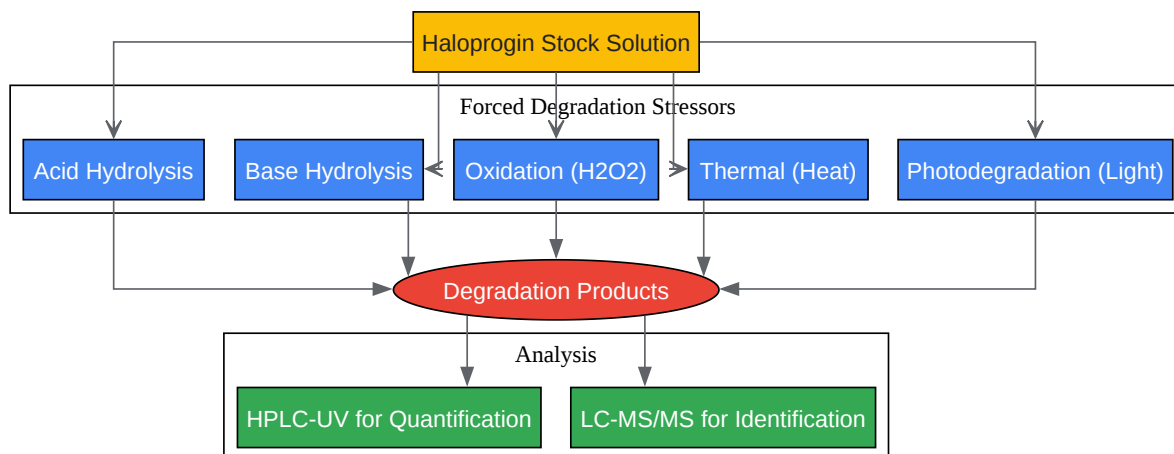 Haloprogin Stock Solution
Forced Degradation Stressors
Acid Hydrolysis
Base Hydrolysis
Oxidation (H2O2)
Thermal (Heat)
Photodegradation (Light)
Degradation Products
Analysis
HPLC-UV for Quantification
LC-MS/MS for Identification